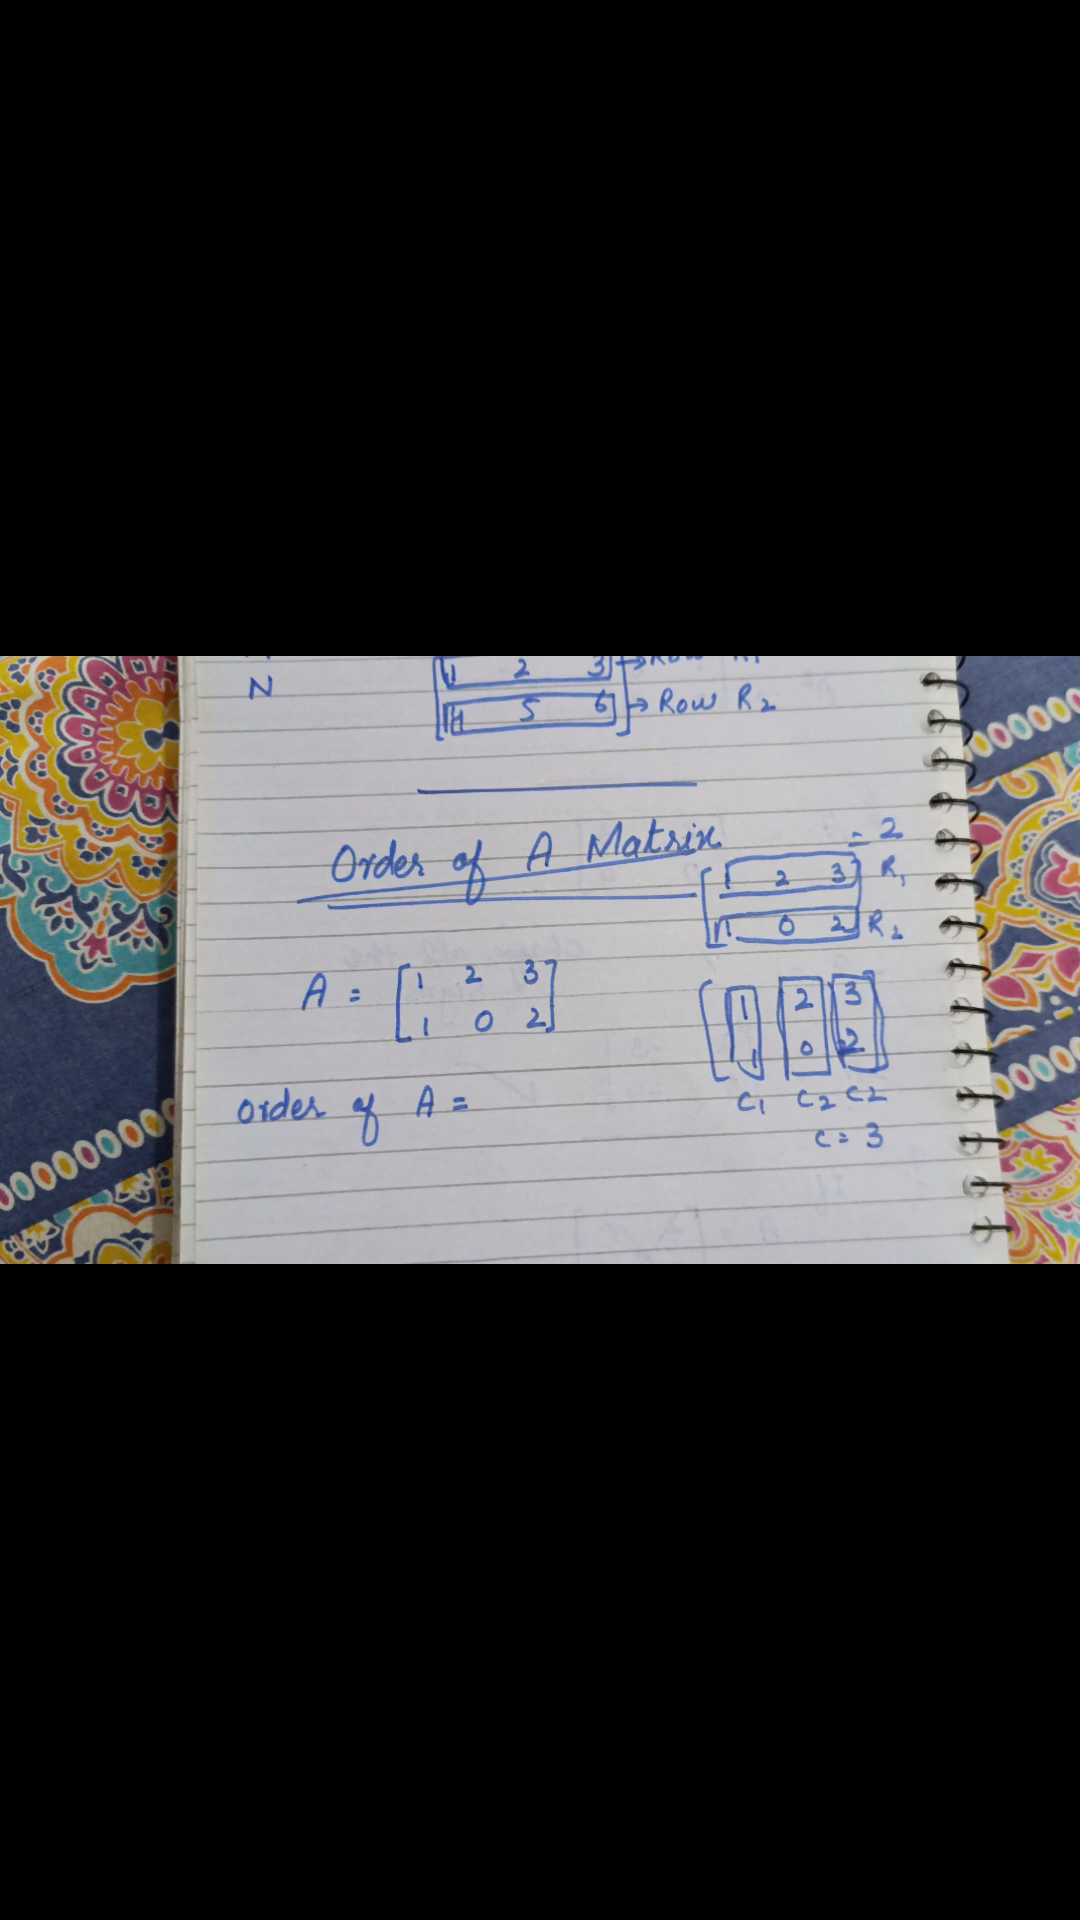 N
1 2 3 → Row R1
4 5 6 → Row R2
Order of A Matrix
= 2
1 2 3 R1
1 0 2 R2
A = [1 2 3
1 0 2]
1 2 3
1 0 2
C1 C2 C2
C = 3
Order of A =